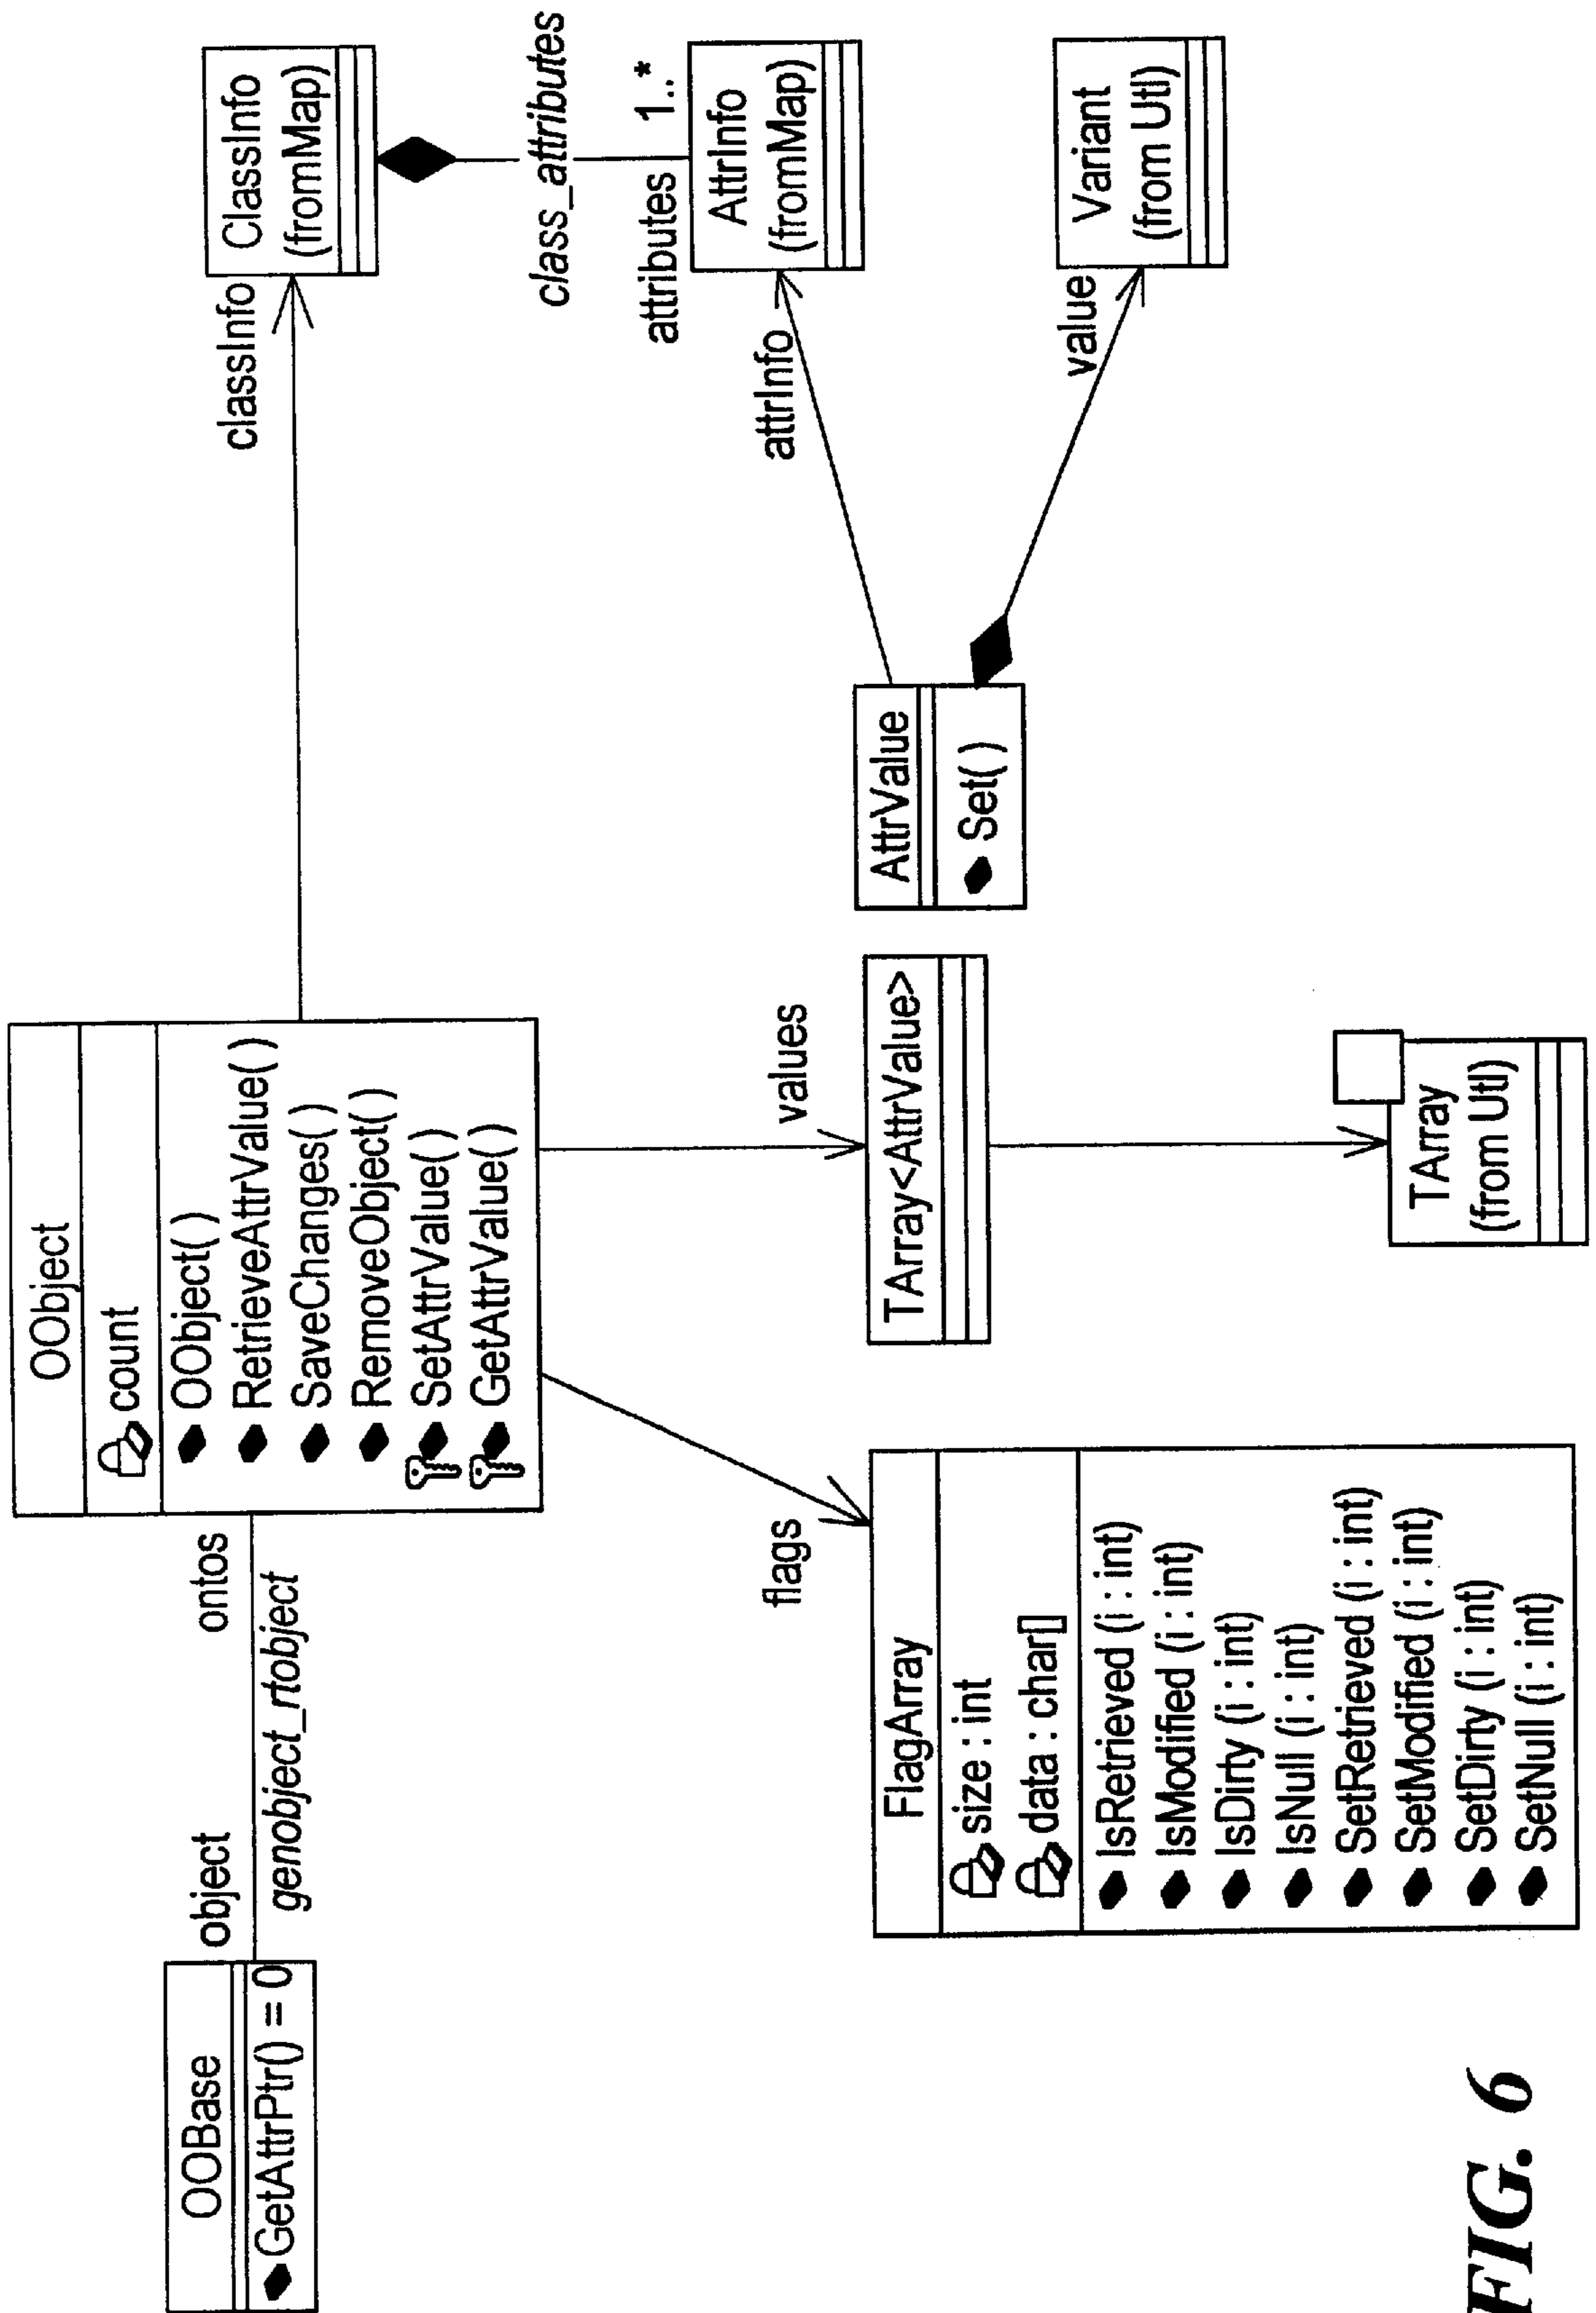 OOBase
GetAttrPtr() = 0
object
genobject_rtobject
ontos
OObject
count
OObject( )
RetrieveAttrValue( )
SaveChanges( )
RemoveObject( )
SetAttrValue( )
GetAttrValue( )
classInfo
ClassInfo
(fromMap)
class_attributes
attributes
1..*
AttrInfo
(fromMap)
attrInfo
Variant
(from Utl)
value
AttrValue
Set( )
values
TArray<AttrValue>
TArray
(from Utl)
flags
FlagArray
size : int
data : char[]
IsRetrieved (i : int)
IsModified (i : int)
IsDirty (i : int)
IsNull (i : int)
SetRetrieved (i : int)
SetModified (i : int)
SetDirty (i : int)
SetNull (i : int)
FIG. 6